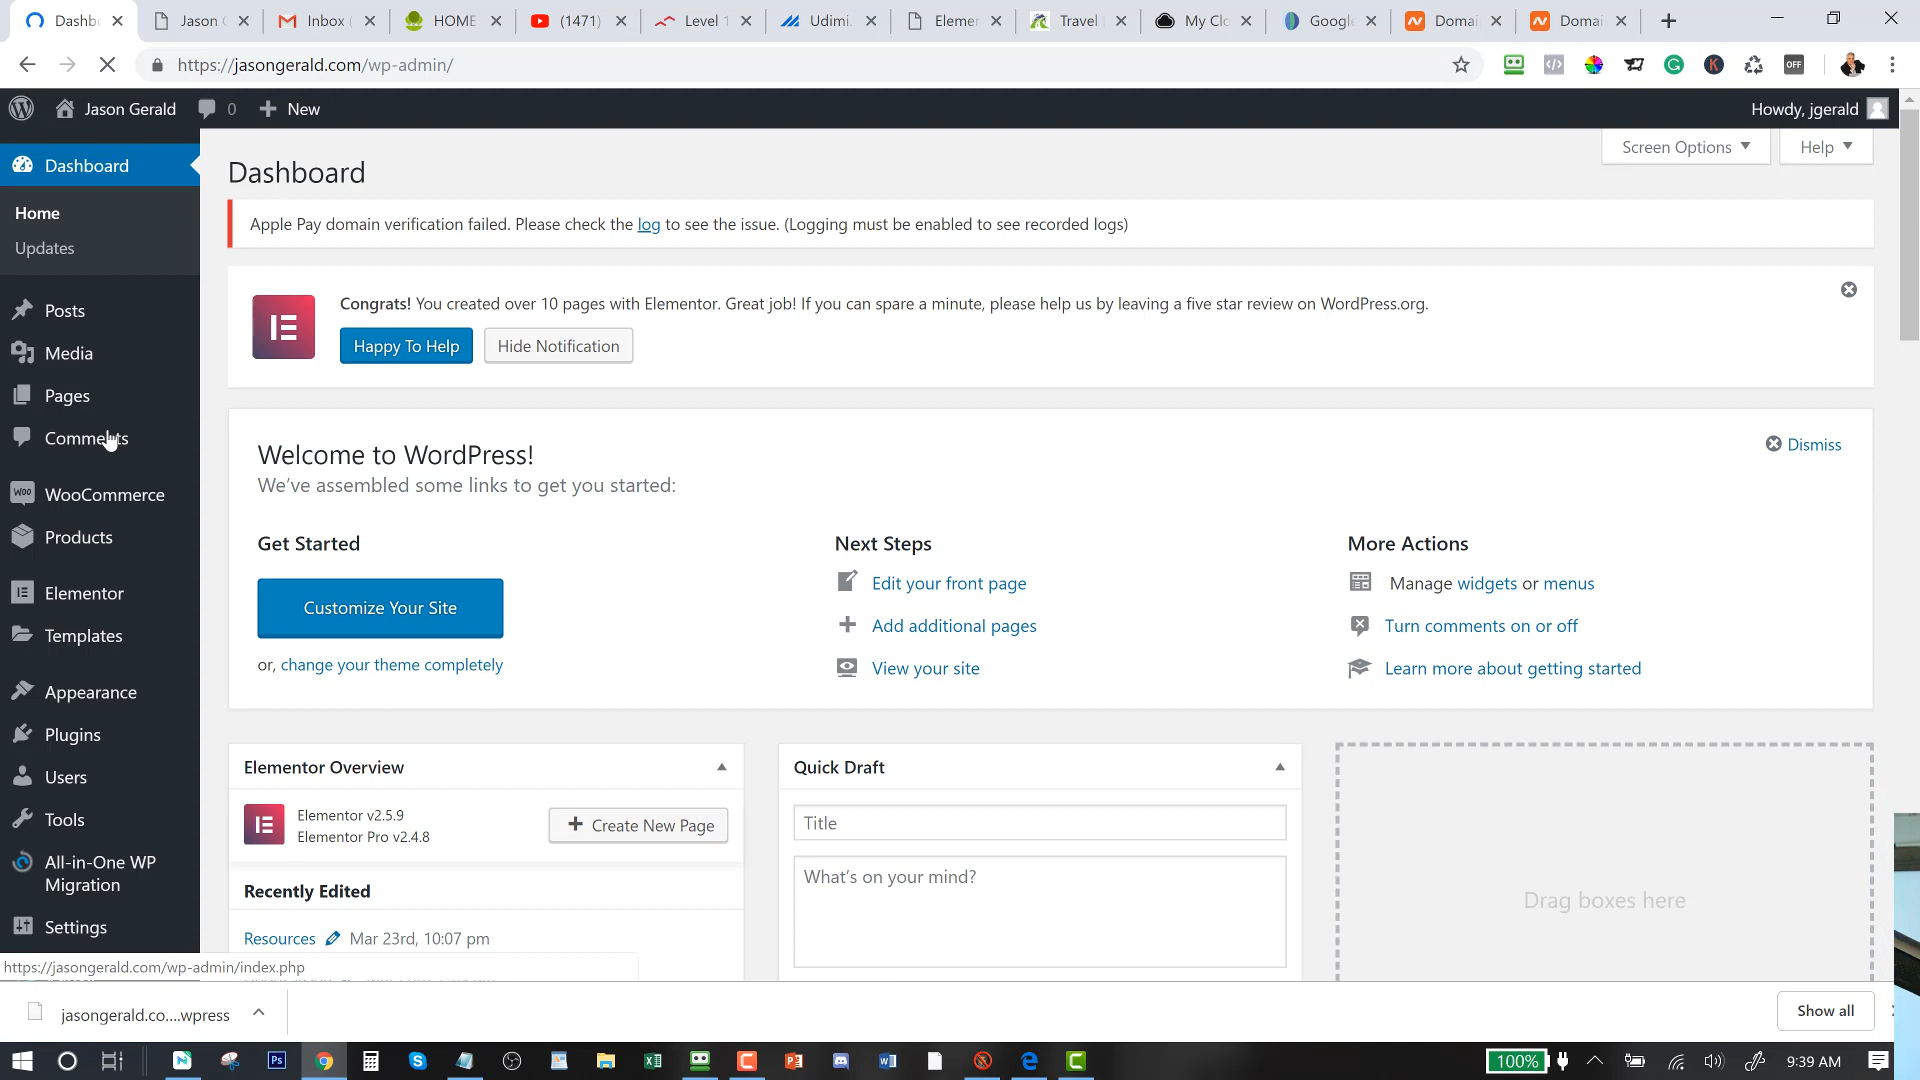 Dashb
Jason
Inbox (
HOME
(1471)
Level 1
Udimi.
Elemer
Travel
My Clo
Google
Domai
Domai
https://jasongerald.com/wp-admin/
OFF
Jason Gerald
0
New
Howdy, jgerald
Screen Options
Help
Dashboard
Home
Updates
Posts
Media
Pages
Comments
WooCommerce
Products
Elementor
Templates
Appearance
Plugins
Users
Tools
All-in-One WP
Migration
Settings
Dashboard
Apple Pay domain verification failed. Please check the log to see the issue. (Logging must be enabled to see recorded logs)
Congrats! You created over 10 pages with Elementor. Great job! If you can spare a minute, please help us by leaving a five star review on WordPress.org.
Happy To Help
Hide Notification
Welcome to WordPress!
We've assembled some links to get you started:
Dismiss
Get Started
Customize Your Site
or, change your theme completely
Next Steps
Edit your front page
Add additional pages
View your site
More Actions
Manage widgets or menus
Turn comments on or off
Learn more about getting started
Elementor Overview
Elementor v2.5.9
Elementor Pro v2.4.8
Create New Page
Recently Edited
Resources
Mar 23rd, 10:07 pm
Quick Draft
Title
What's on your mind?
Drag boxes here
https://jasongerald.com/wp-admin/index.php
jasongerald.co....wpress
Show all
100%
9:39 AM